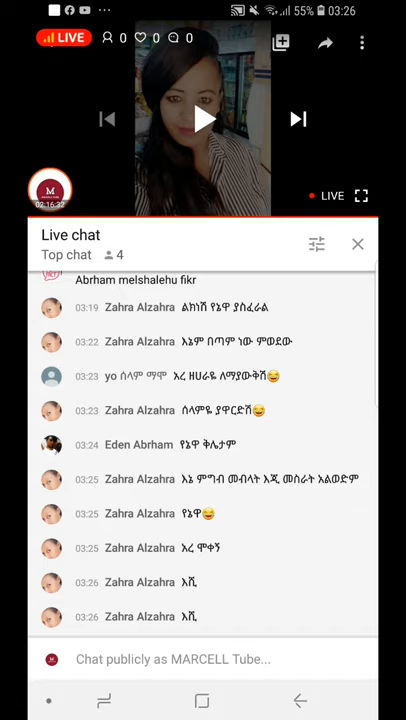 55% 03:26
LIVE 0 0 0
M
02:16:32
LIVE
Live chat
Top chat 4
Abrham melshalehu fikr
03:19 Zahra Alzahra ልክነሽ የኔዋ ያስፈራል
03:22 Zahra Alzahra እኔም በጣም ነው ምወደው
03:23 yo ሰላም ማሞ አረ ዘሀራዬ ለማያውቅሽ😂
03:23 Zahra Alzahra ሰላምዬ ያዋርድሽ😂
03:24 Eden Abrham የኔዋ ቅሌታም
03:25 Zahra Alzahra እኔ ምግብ መብላት እጂ መስራት አልወድም
03:25 Zahra Alzahra የኔዋ😂
03:25 Zahra Alzahra አረ ሞቀኝ
03:26 Zahra Alzahra እሺ
03:26 Zahra Alzahra እሺ
Chat publicly as MARCELL Tube...